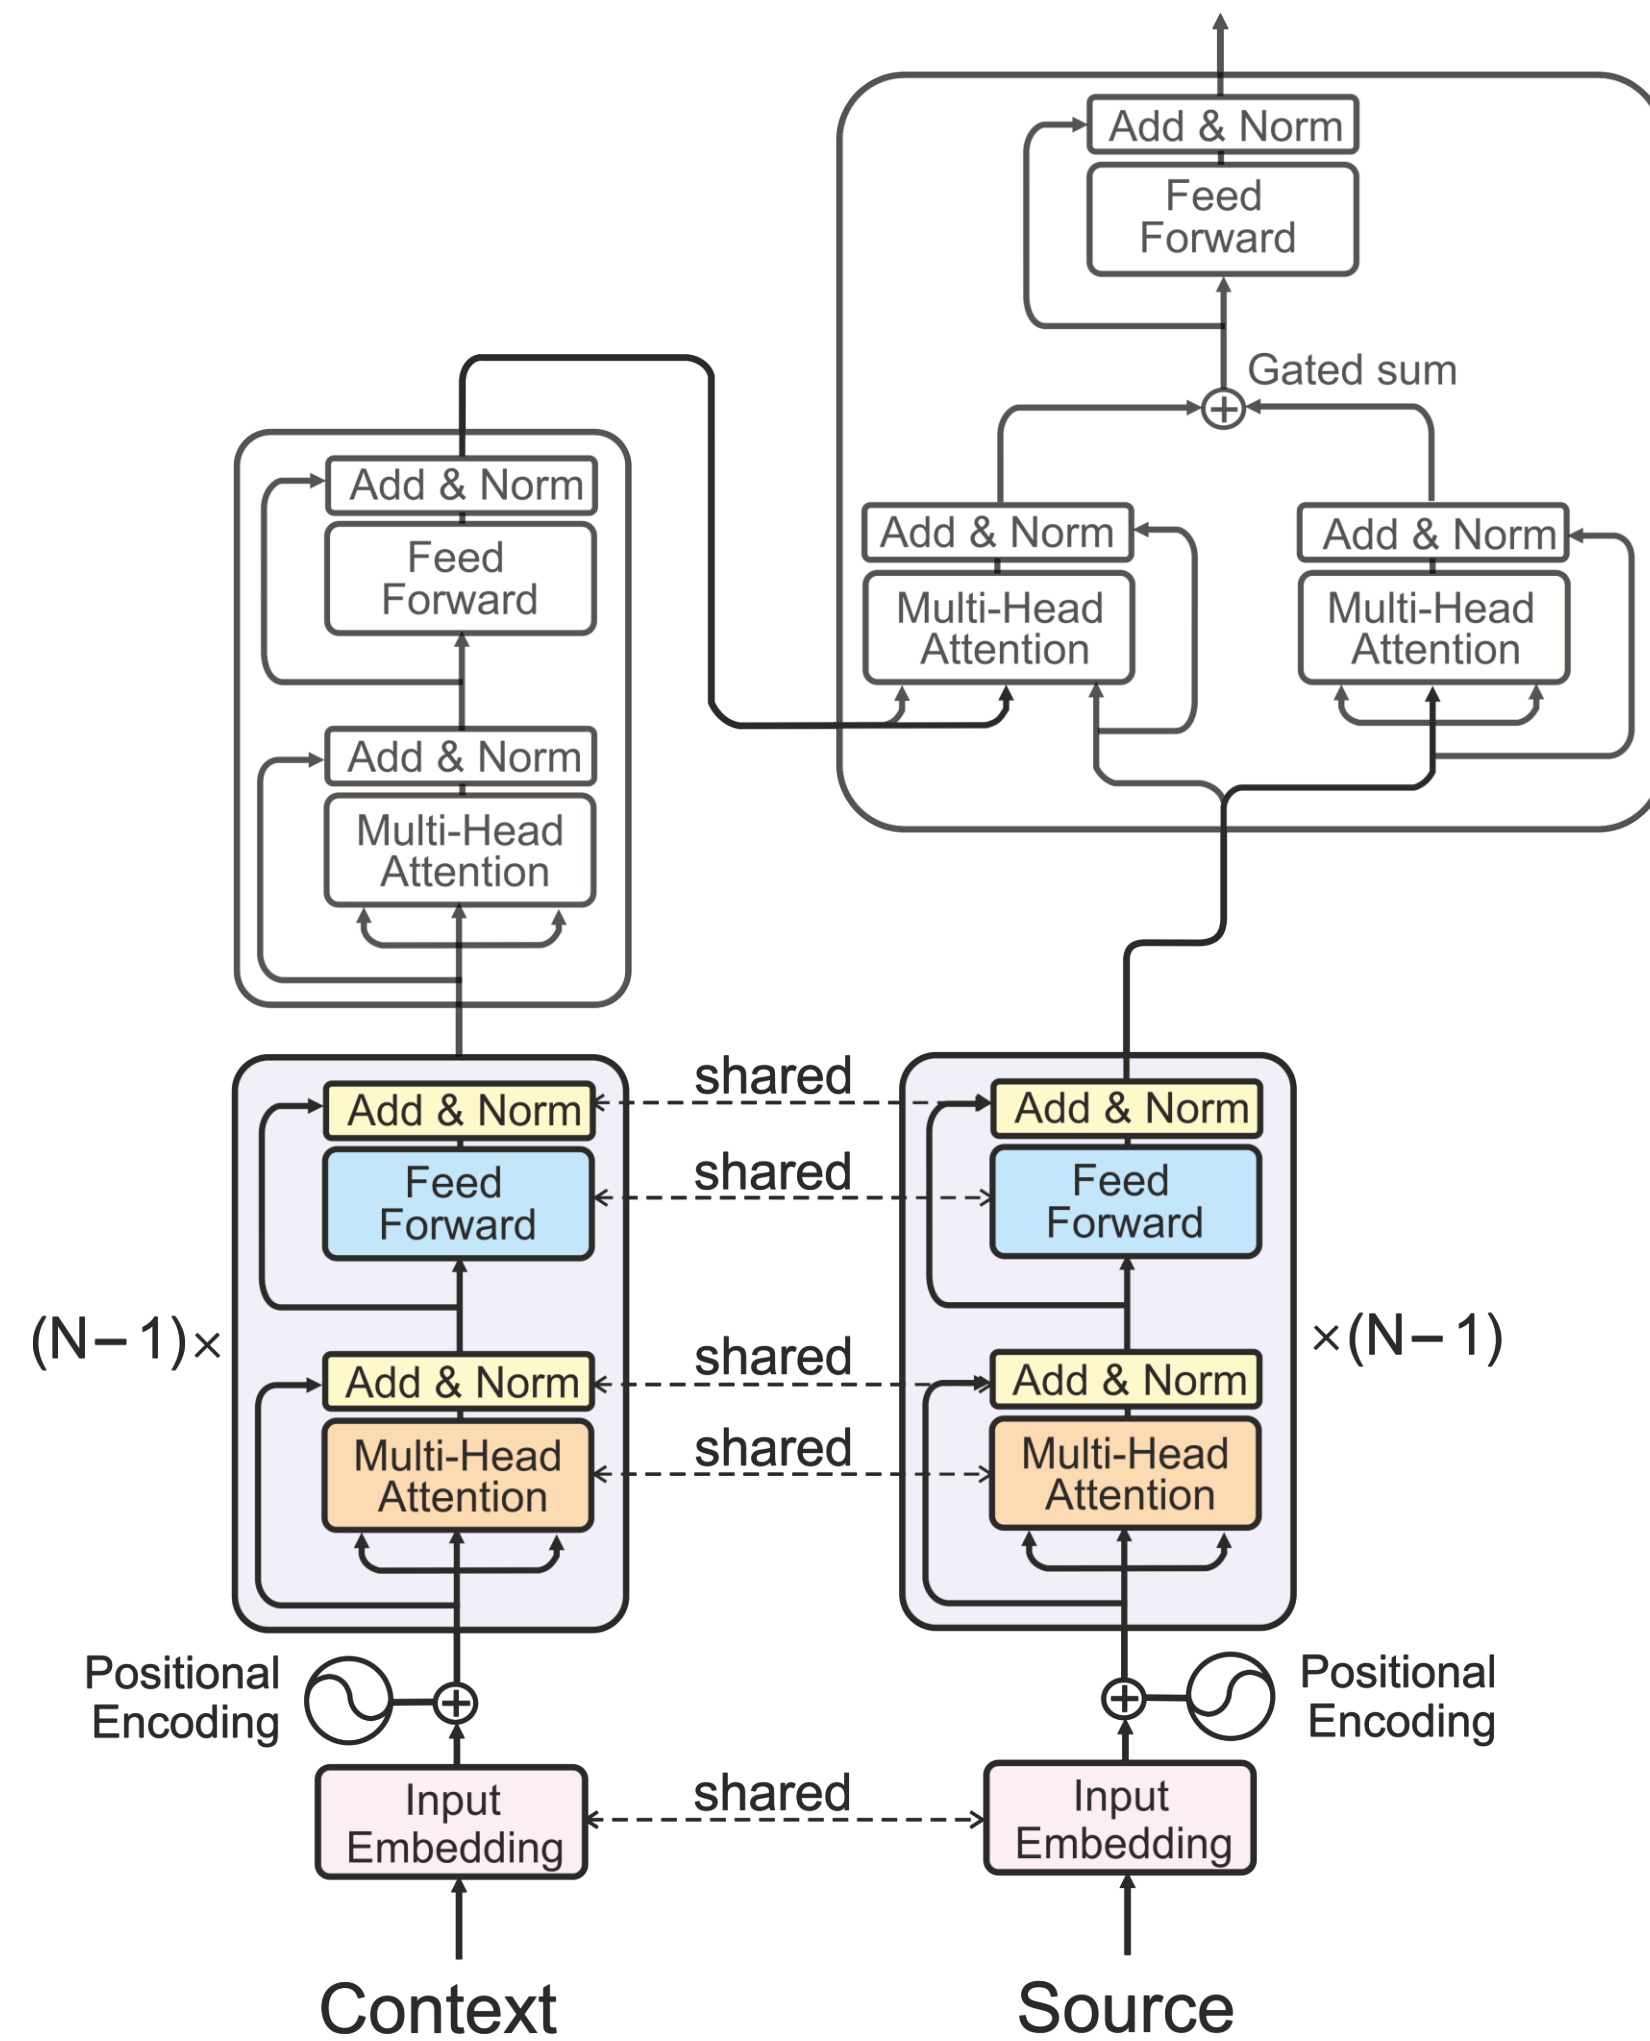 Add & Norm
Feed
Forward
Gated sum
Add & Norm
Feed
Forward
Add & Norm
Multi-Head
Attention
Add & Norm
Multi-Head
Attention
Add & Norm
Multi-Head
Attention
Add & Norm
Feed
Forward
Add & Norm
Multi-Head
Attention
(N− 1)×
shared
shared
shared
shared
Add & Norm
Feed
Forward
Add & Norm
Multi-Head
Attention
×(N− 1)
Positional
Encoding
Positional
Encoding
Input
Embedding
shared
Input
Embedding
Context
Source